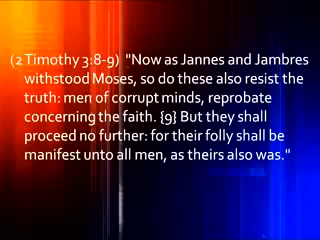 (2 Timothy 3:8-9)  "Now as Jannes and Jambres
withstood Moses, so do these also resist the
truth: men of corrupt minds, reprobate
concerning the faith. {9} But they shall
proceed no further: for their folly shall be
manifest unto all men, as theirs also was."